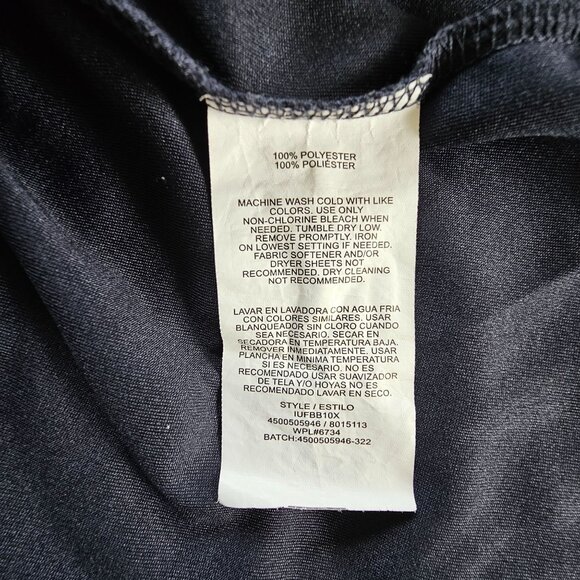 100% POLYESTER
100% POLIÉSTER
MACHINE WASH COLD WITH LIKE
COLORS. USE ONLY
NON-CHLORINE BLEACH WHEN
NEEDED. TUMBLE DRY LOW.
REMOVE PROMPTLY. IRON
ON LOWEST SETTING IF NEEDED.
FABRIC SOFTENER AND/OR
DRYER SHEETS NOT
RECOMMENDED. DRY CLEANING
NOT RECOMMENDED.
LAVAR EN LAVADORA CON AGUA FRIA
CON COLORES SIMILARES. USAR
BLANQUEADOR SIN CLORO CUANDO
SEA NECESARIO. SECAR EN
SECADORA EN TEMPERATURA BAJA.
REMOVER INMEDIATAMENTE. USAR
PLANCHA EN MINIMA TEMPERATURA
SI ES NECESARIO. NO ES
RECOMENDADO USAR SUAVIZADOR
DE TELA Y/O HOYAS NO ES
RECOMENDADO LAVAR EN SECO.
STYLE / ESTILO
IUFBB10X
4500505946 / 8015113
WPL#6734
BATCH:4500505946-322